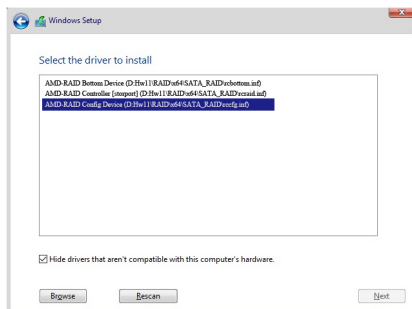 Windows Setup
Select the driver to install
AMD-RAID Bottom Device (D:Hw11\RAID\x64\SATA_RAID\rcbottom.inf)
AMD-RAID Controller [storport] (D:Hw11\RAID\x64\SATA_RAID\rcraid.inf)
AMD-RAID Config Device (D:Hw11\RAID\x64\SATA_RAID\rccfg.inf)
Hide drivers that aren't compatible with this computer's hardware.
Browse
Rescan
Next